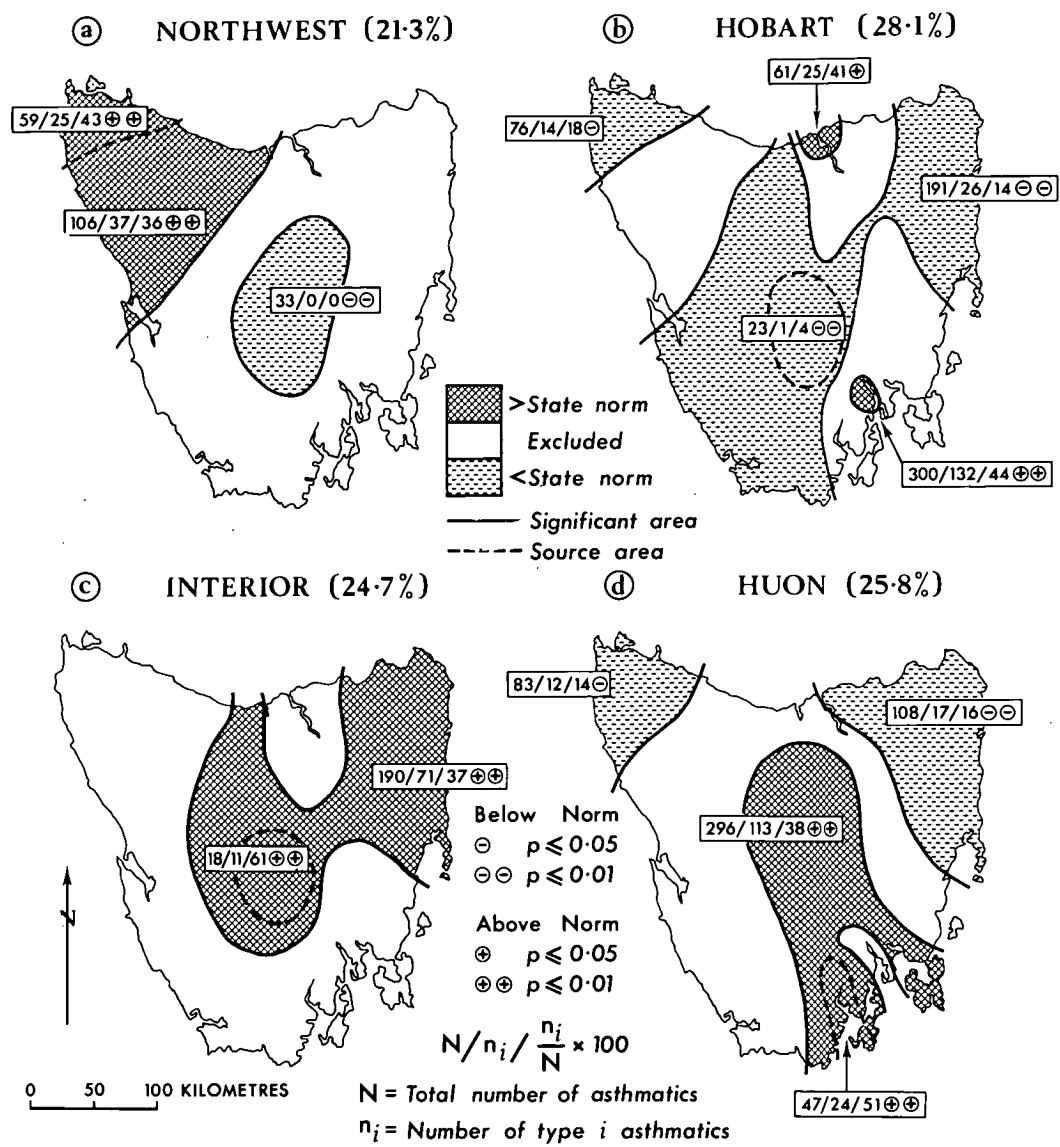 ⓐ NORTHWEST (21·3%)
59/25/43 ⊕ ⊕
106/37/36 ⊕⊕
33/0/0 ⊖⊖
ⓑ HOBART (28·1%)
61/25/41 ⊕
76/14/18 ⊖
191/26/14 ⊖ ⊖
23/1/4 ⊖⊖
300/132/44 ⊕⊕
>State norm
Excluded
<State norm
Significant area
Source area
ⓒ INTERIOR (24·7%)
190/71/37 ⊕⊕
18/11/61 ⊕⊕
ⓓ HUON (25·8%)
83/12/14 ⊖
108/17/16 ⊖⊖
296/113/38 ⊕⊕
47/24/51 ⊕⊕
Below Norm
⊖ p ≤ 0·05
⊖⊖ p ≤ 0·01
Above Norm
⊕ p ≤ 0·05
⊕⊕ p ≤ 0·01
N/nᵢ/ nᵢ/N × 100
N
0 50 100 KILOMETRES
N = Total number of asthmatics
nᵢ = Number of type i asthmatics